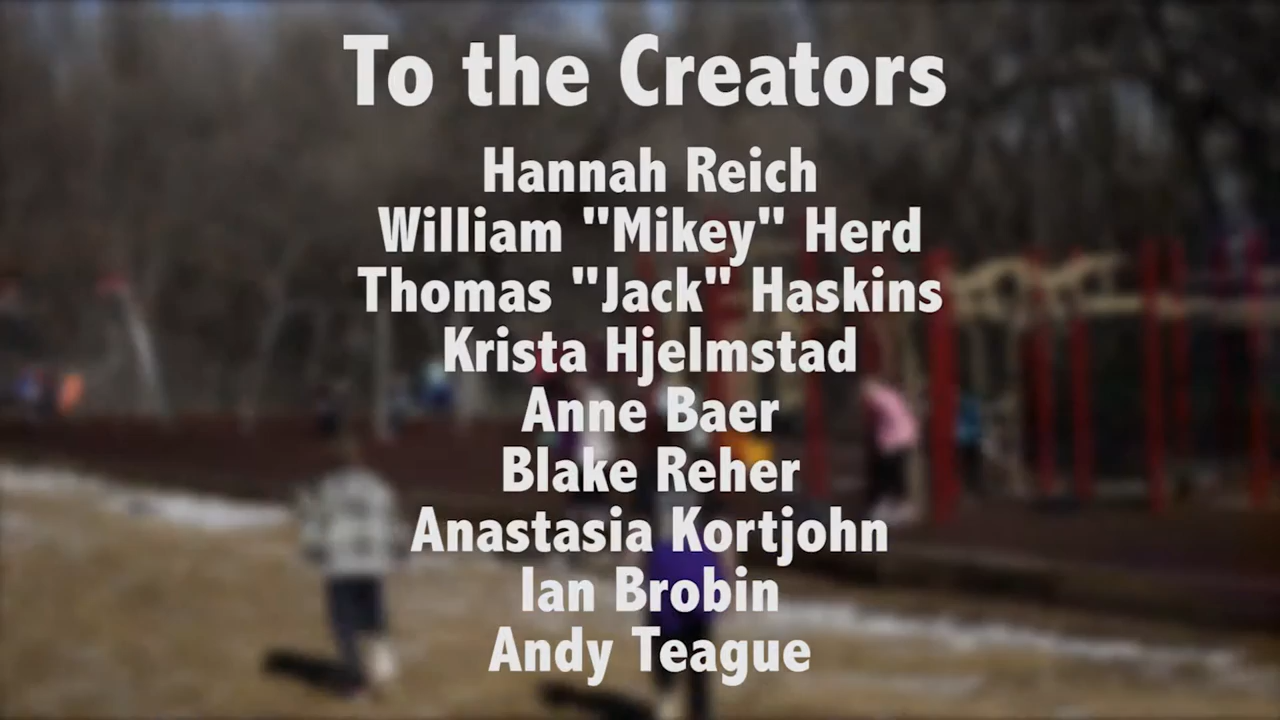 To the Creators
Hannah Reich
William "Mikey" Herd
Thomas "Jack" Haskins
Krista Hjelmstad
Anne Baer
Blake Reher
Anastasia Kortjohn
Ian Brobin
Andy Teague